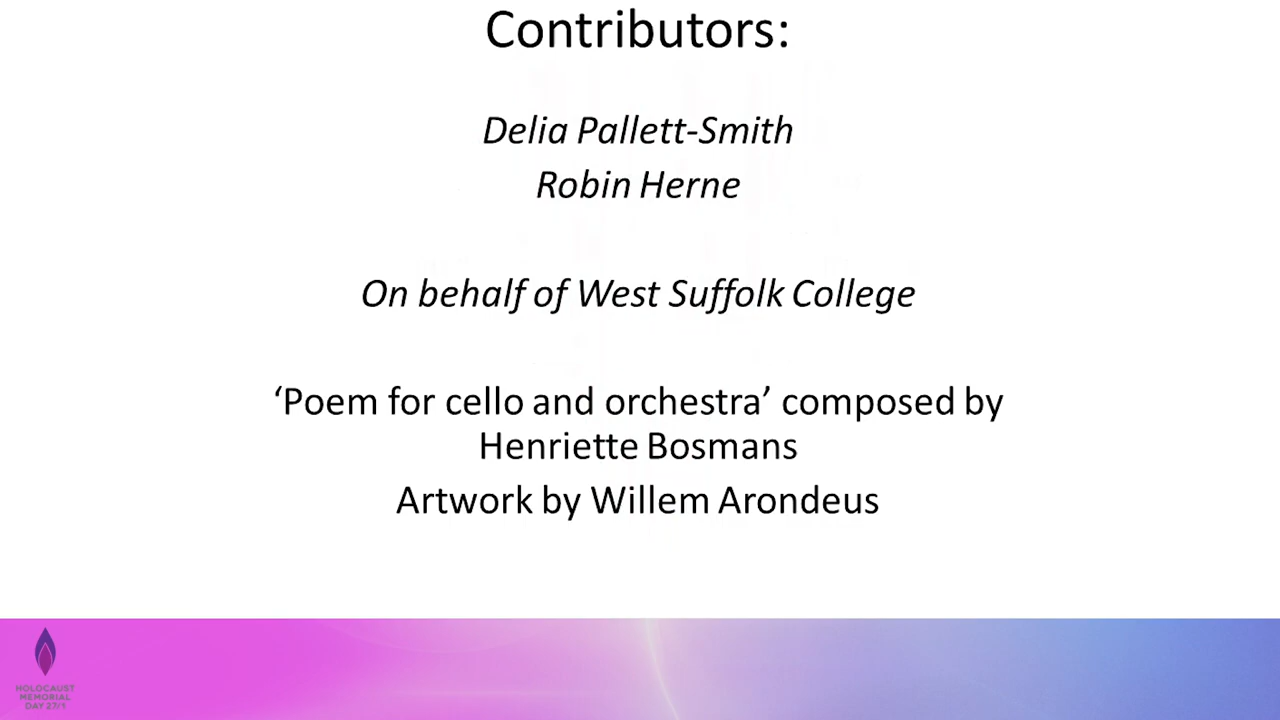 Contributors:
Delia Pallett-Smith
Robin Herne
On behalf of West Suffolk College
‘Poem for cello and orchestra’ composed by
Henriette Bosmans
Artwork by Willem Arondeus
HOLOCAUST
MEMORIAL
DAY 27/1